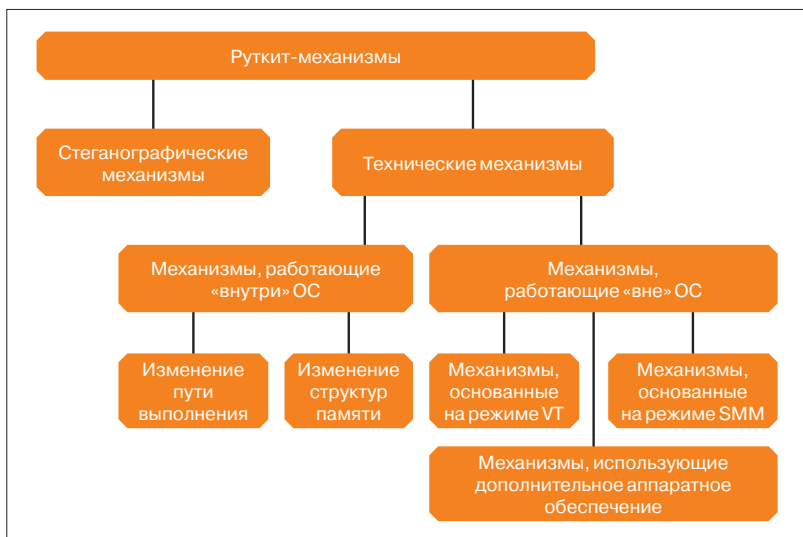 Руткит-механизмы
Стеганографические
механизмы
Технические механизмы
Механизмы, работающие
«внутри» ОС
Механизмы,
работающие «вне» ОС
Изменение
пути
выполнения
Изменение
структур
памяти
Механизмы,
основанные
на режиме VT
Механизмы,
основанные
на режиме SMM
Механизмы, использующие
дополнительное аппаратное
обеспечение